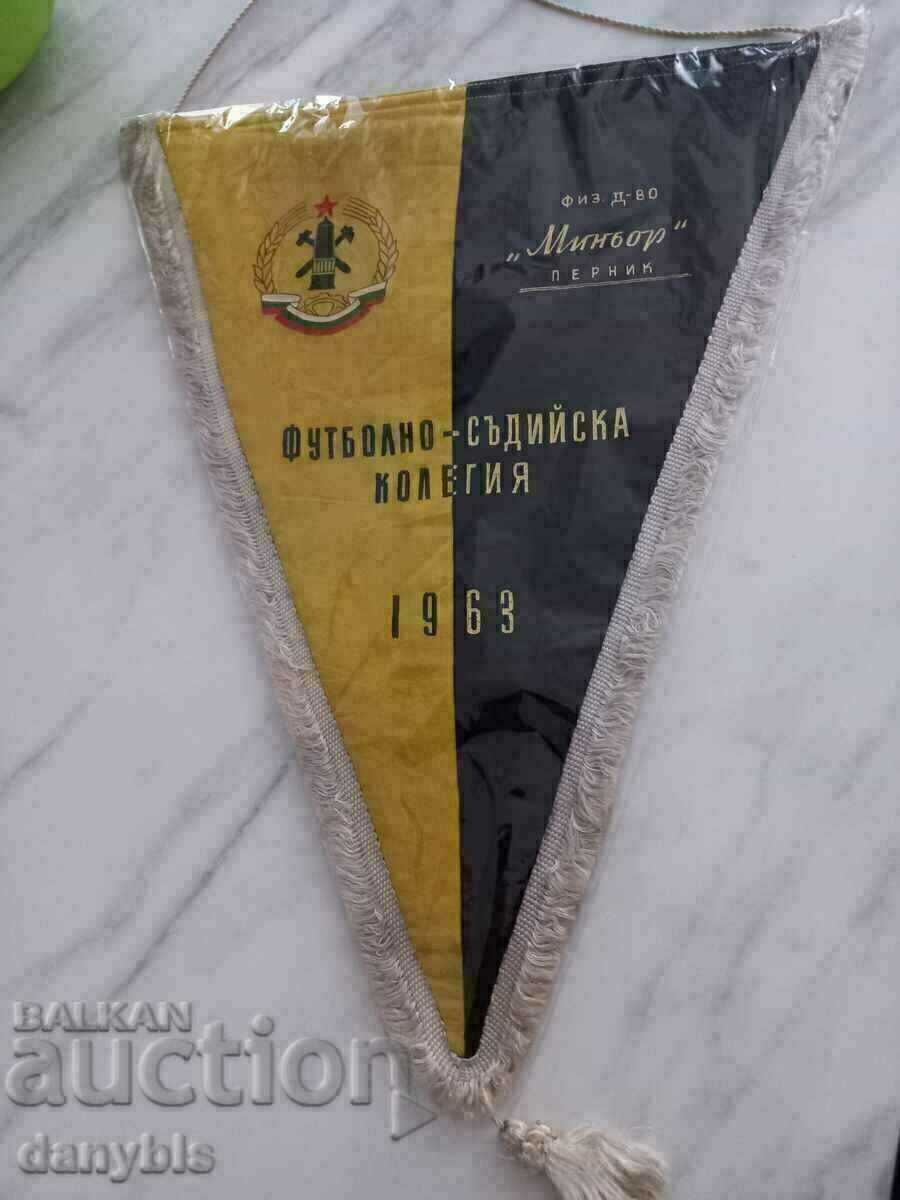 ФИЗ. Д-ВО
„Миньор"
ПЕРНИК
ФУТБОЛНО-СЪДИЙСКА
КОЛЕГИЯ
1963
BALKAN
auction
danybls